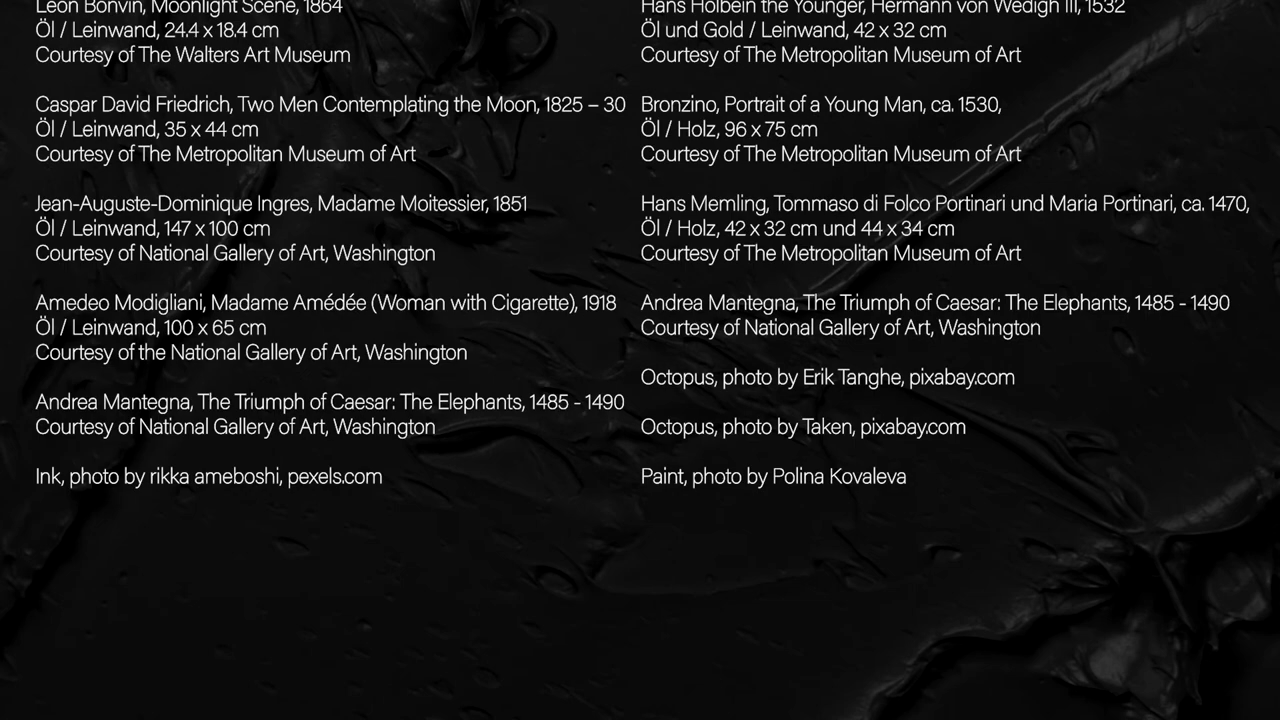 Léon Bonvin, Moonlight Scene, 1864
Öl / Leinwand, 24.4 x 18.4 cm
Courtesy of The Walters Art Museum
Caspar David Friedrich, Two Men Contemplating the Moon, 1825 – 30
Öl / Leinwand, 35 x 44 cm
Courtesy of The Metropolitan Museum of Art
Jean-Auguste-Dominique Ingres, Madame Moitessier, 1851
Öl / Leinwand, 147 x 100 cm
Courtesy of National Gallery of Art, Washington
Amedeo Modigliani, Madame Amédée (Woman with Cigarette), 1918
Öl / Leinwand, 100 x 65 cm
Courtesy of the National Gallery of Art, Washington
Andrea Mantegna, The Triumph of Caesar: The Elephants, 1485 - 1490
Courtesy of National Gallery of Art, Washington
Ink, photo by rikka ameboshi, pexels.com
Hans Holbein the Younger, Hermann von Wedigh III, 1532
Öl und Gold / Leinwand, 42 x 32 cm
Courtesy of The Metropolitan Museum of Art
Bronzino, Portrait of a Young Man, ca. 1530,
Öl / Holz, 96 x 75 cm
Courtesy of The Metropolitan Museum of Art
Hans Memling, Tommaso di Folco Portinari und Maria Portinari, ca. 1470,
Öl / Holz, 42 x 32 cm und 44 x 34 cm
Courtesy of The Metropolitan Museum of Art
Andrea Mantegna, The Triumph of Caesar: The Elephants, 1485 - 1490
Courtesy of National Gallery of Art, Washington
Octopus, photo by Erik Tanghe, pixabay.com
Octopus, photo by Taken, pixabay.com
Paint, photo by Polina Kovaleva